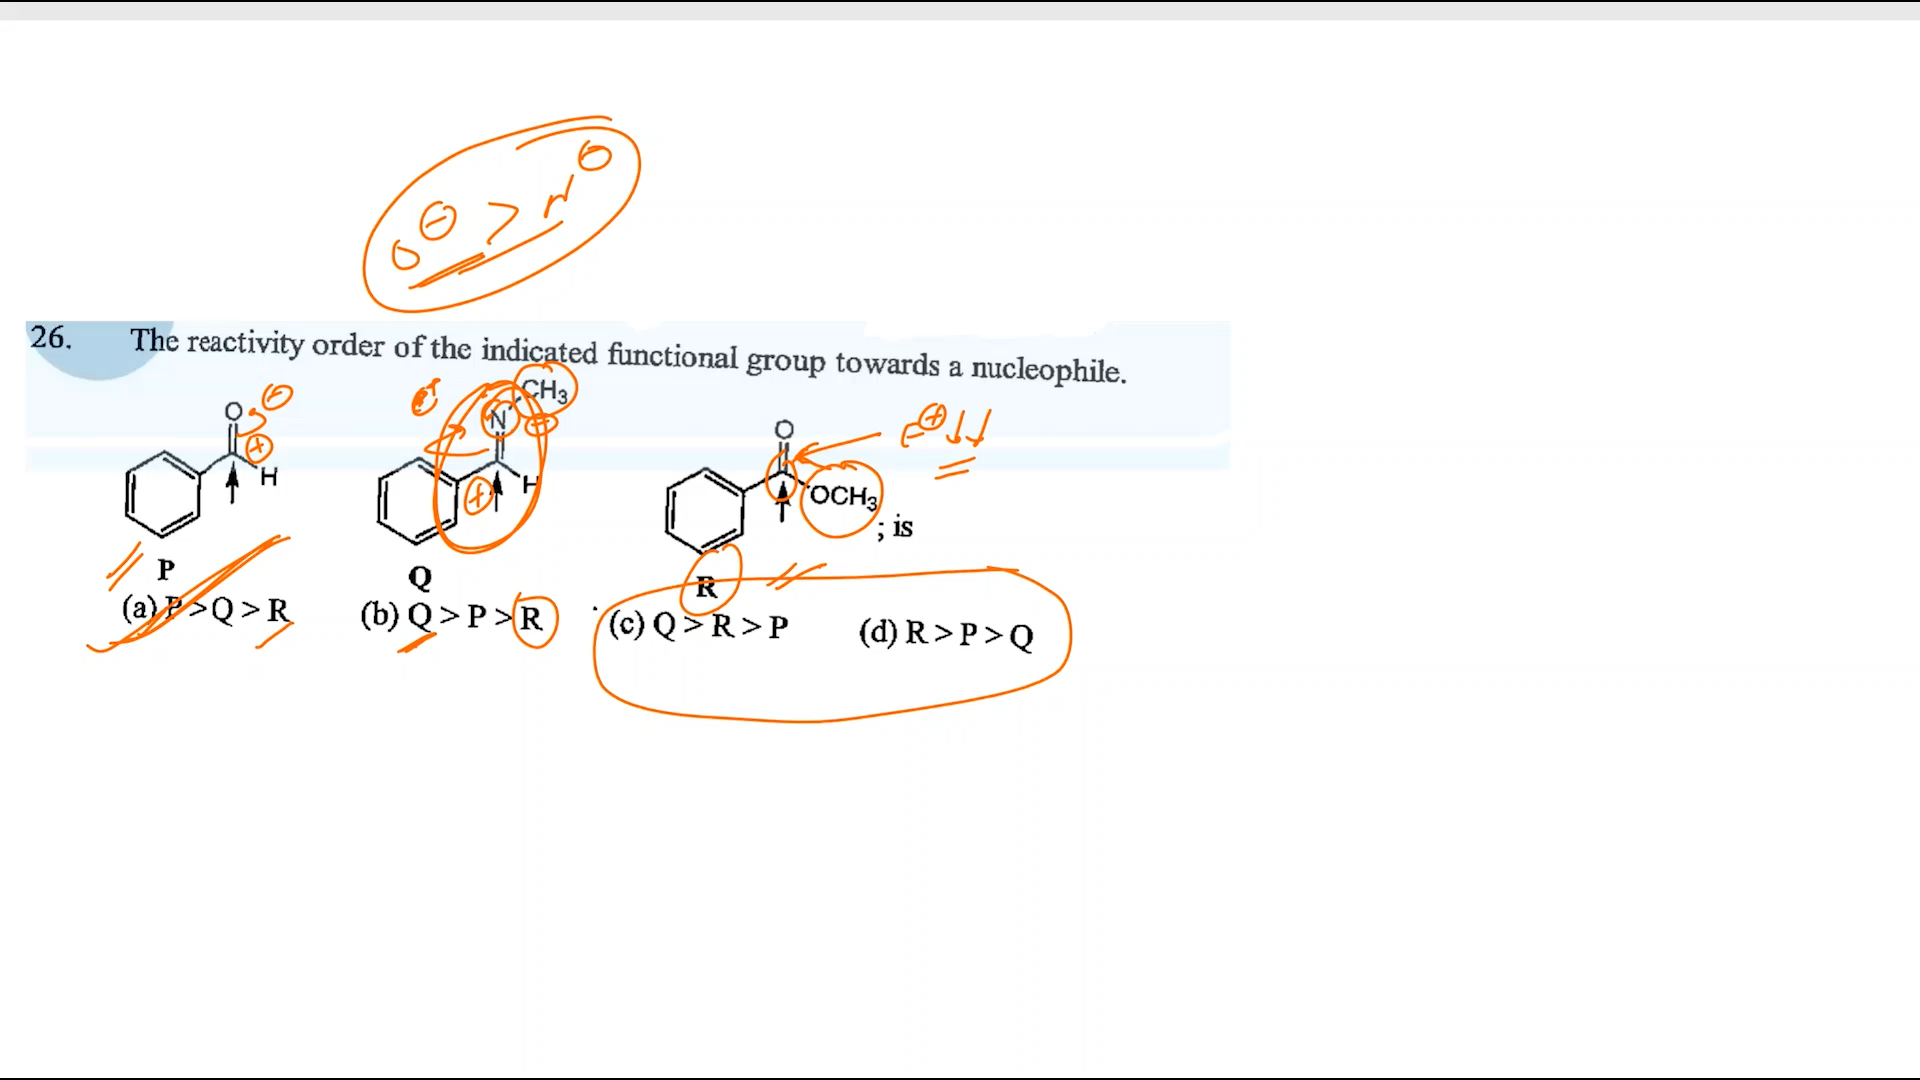 O⊖ > N⊖
26. The reactivity order of the indicated functional group towards a nucleophile.
O ⊖ ⊕ H
P
CH₃ N ⊕ H
Q
O OCH₃ ; is
R
E⊕ ↓↓
(a) P > Q > R (b) Q > P > R (c) Q > R > P (d) R > P > Q